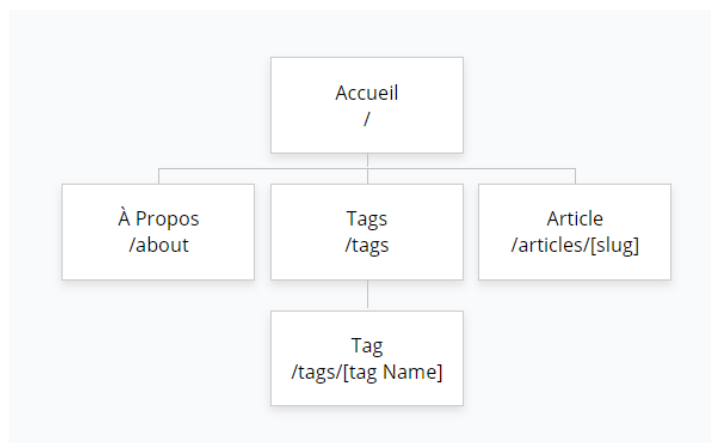 Accueil
/
À Propos
/about
Tags
/tags
Article
/articles/[slug]
Tag
/tags/[tag Name]